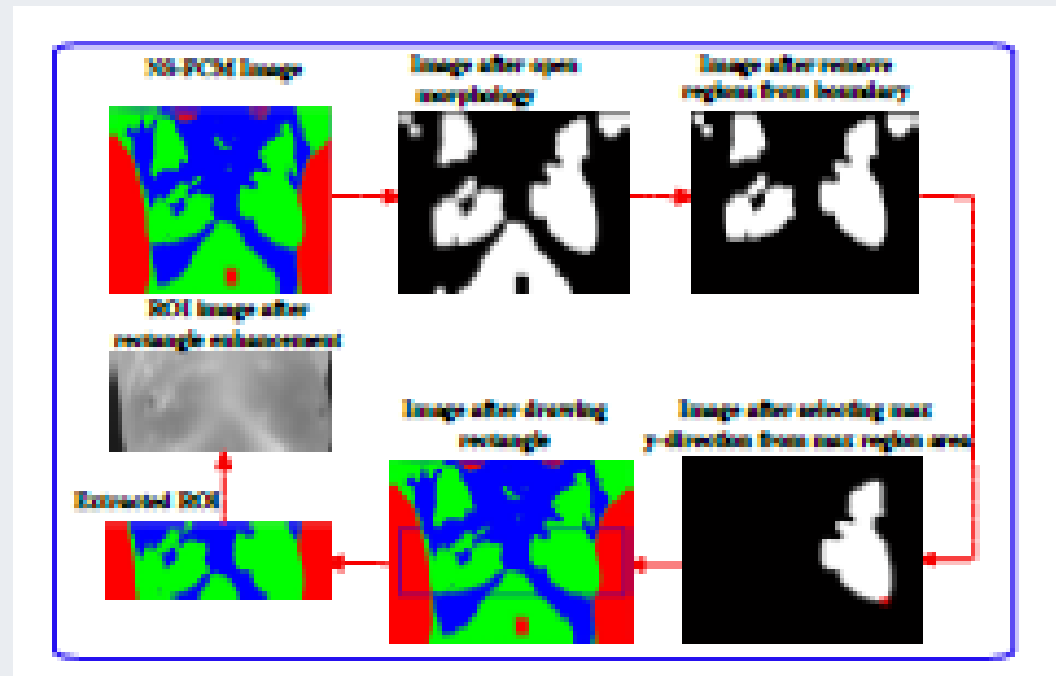 NS-FCM Image
Image after open
morphology
Image after remove
regions from boundary
ROI image after
rectangle enhancement
Image after drawing
rectangle
Image after selecting max
y-direction from max region area
Extracted ROI